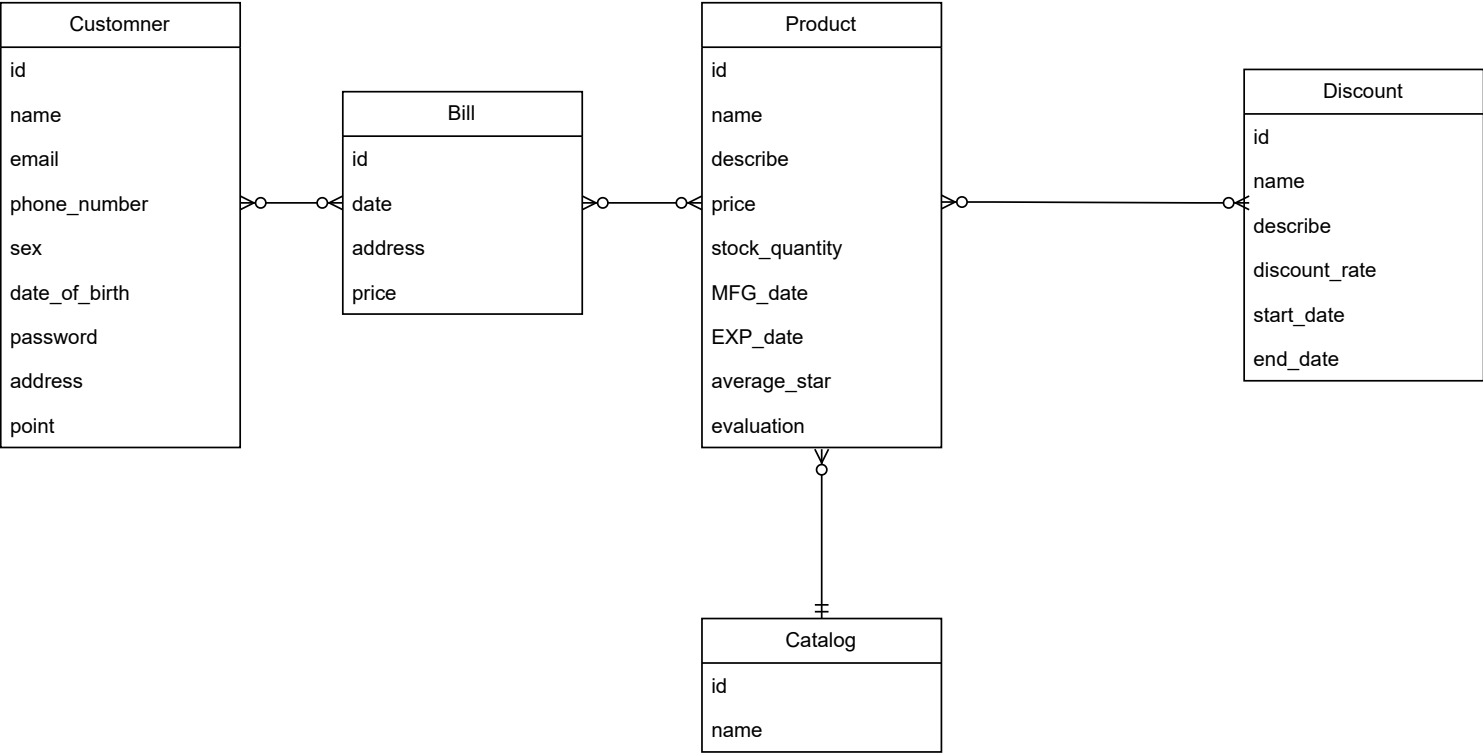 Customner
id
name
email
phone_number
sex
date_of_birth
password
address
point
Bill
id
date
address
price
Product
id
name
describe
price
stock_quantity
MFG_date
EXP_date
average_star
evaluation
Discount
id
name
describe
discount_rate
start_date
end_date
Catalog
id
name